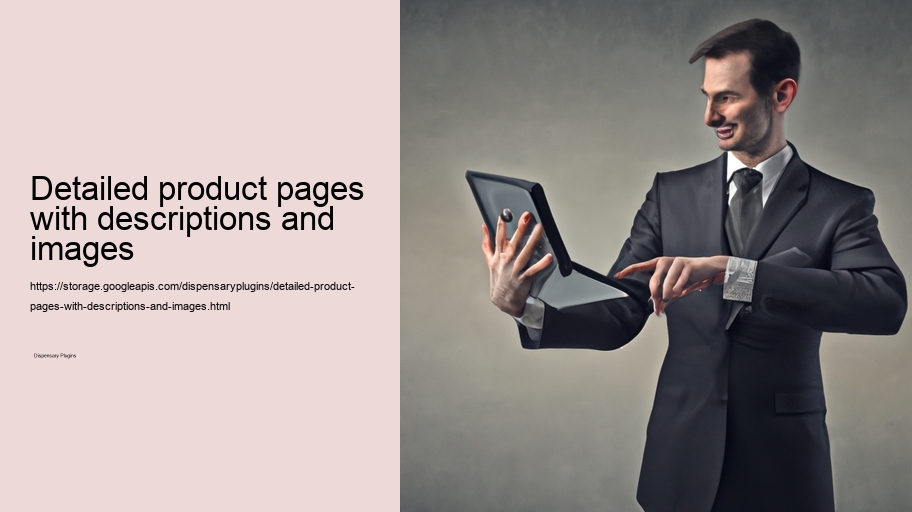 Detailed product pages
with descriptions and
images
https://storage.googleapis.com/dispensaryplugins/detailed-product-
pages-with-descriptions-and-images.html
Dispensary Plugins